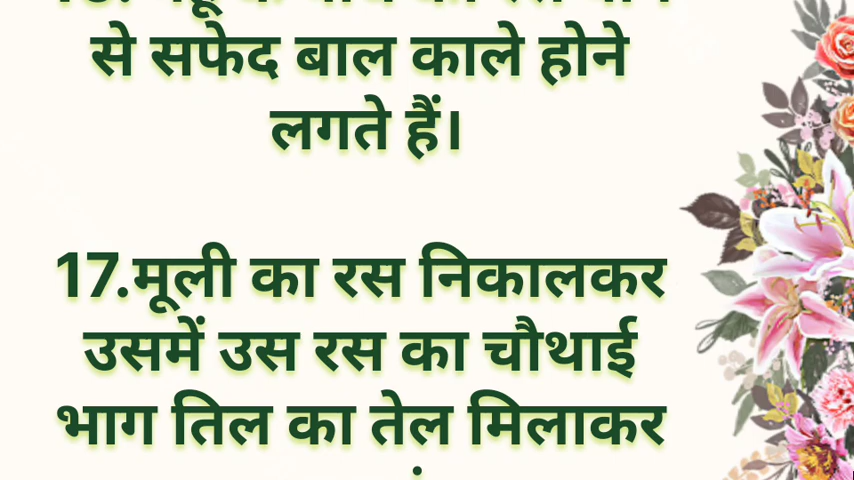 से सफेद बाल काले होने
लगते हैं।
17.मूली का रस निकालकर
उसमें उस रस का चौथाई
भाग तिल का तेल मिलाकर